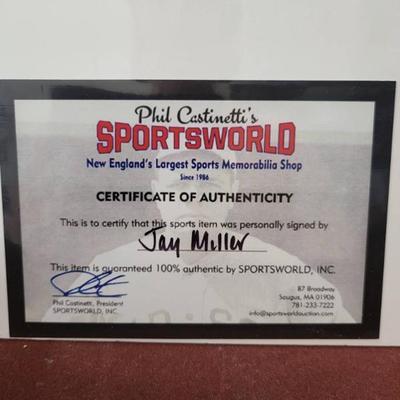 Phil Castinetti's
SPORTSWORLD
New England's Largest Sports Memorabilia Shop
Since 1986
CERTIFICATE OF AUTHENTICITY
This is to certify that this sports item was personally signed by
Jay Miller
This item is guaranteed 100% authentic by SPORTSWORLD, INC.
Phil Castinetti, President
SPORTSWORLD, INC.
87 Broadway
Saugus, MA 01906
781-233-7222
info@sportsworldauction.com